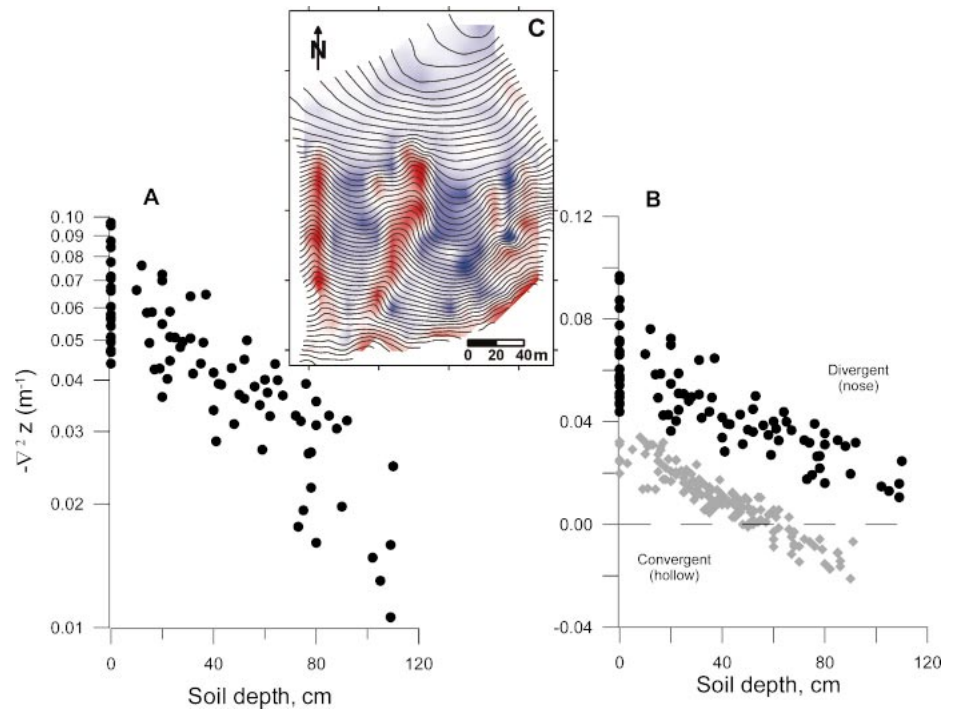 C
N
0
20
40 m
A
0.10
0.09
0.08
0.07
0.06
0.05
0.04
0.03
0.02
0.01
-∇² z (m⁻¹)
0
40
80
120
Soil depth, cm
B
0.12
0.08
0.04
0.00
-0.04
Divergent
(nose)
Convergent
(hollow)
0
40
80
120
Soil depth, cm